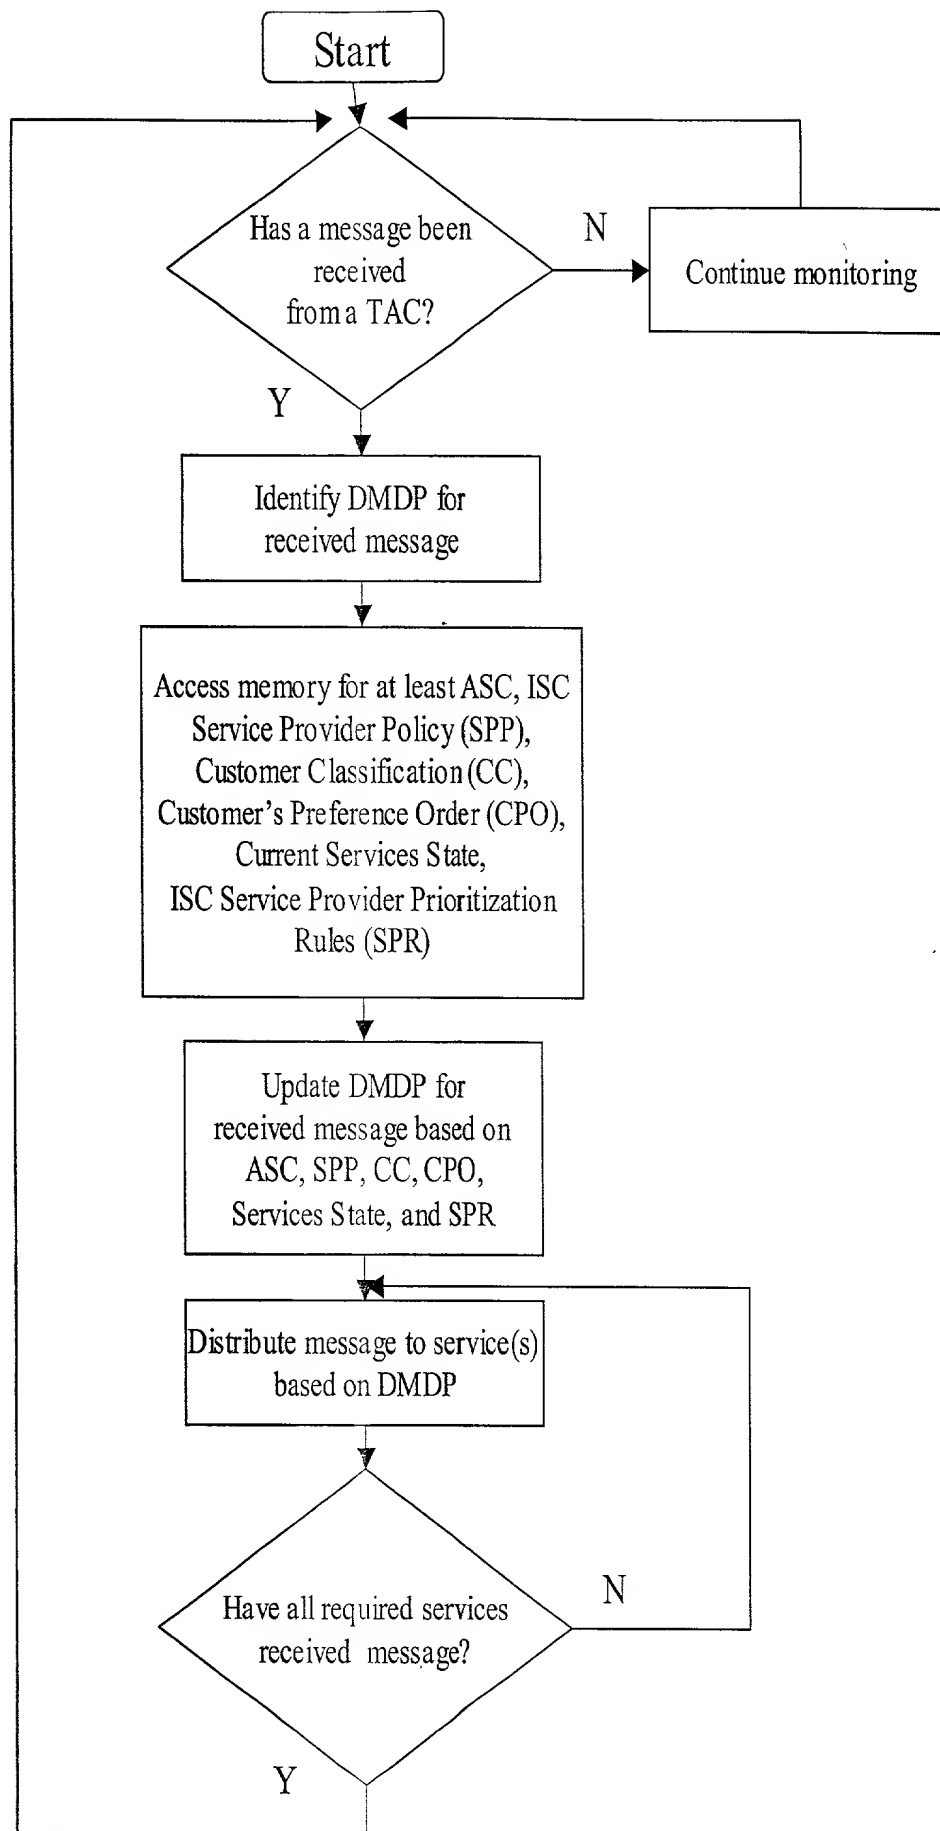 Start
Has a message been
received
from a TAC?
N
Continue monitoring
Y
Identify DMDP for
received message
Access memory for at least ASC, ISC
Service Provider Policy (SPP),
Customer Classification (CC),
Customer's Preference Order (CPO),
Current Services State,
ISC Service Provider Prioritization
Rules (SPR)
Update DMDP for
received message based on
ASC, SPP, CC, CPO,
Services State, and SPR
Distribute message to service(s)
based on DMDP
Have all required services
received message?
N
Y